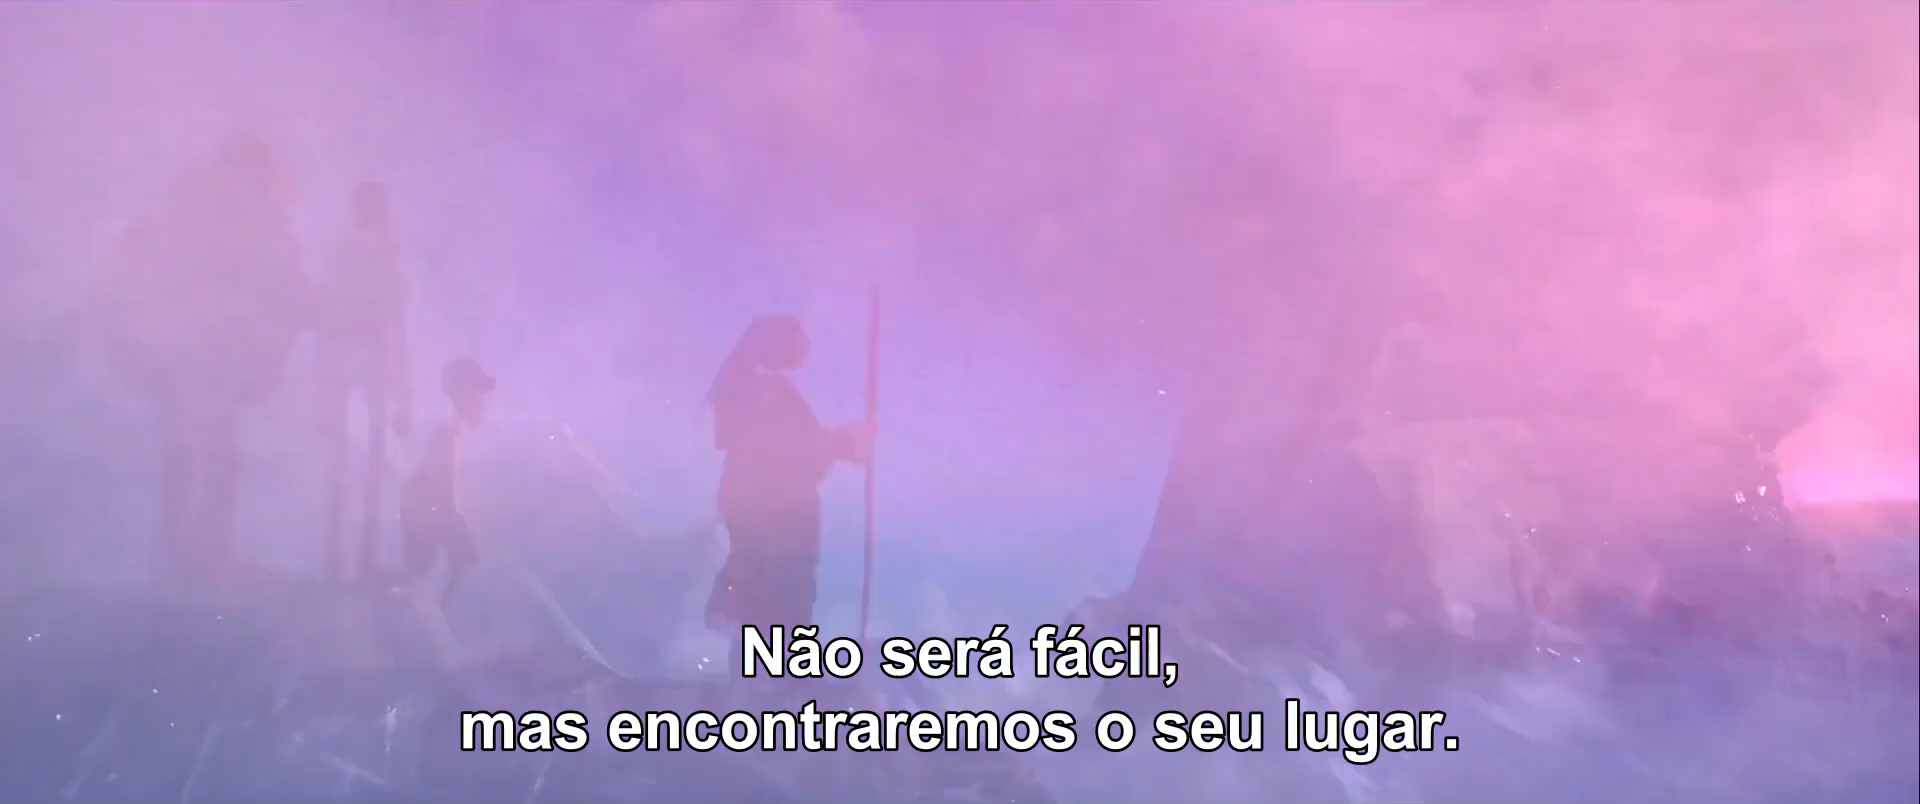 Não será fácil,
mas encontraremos o seu lugar.